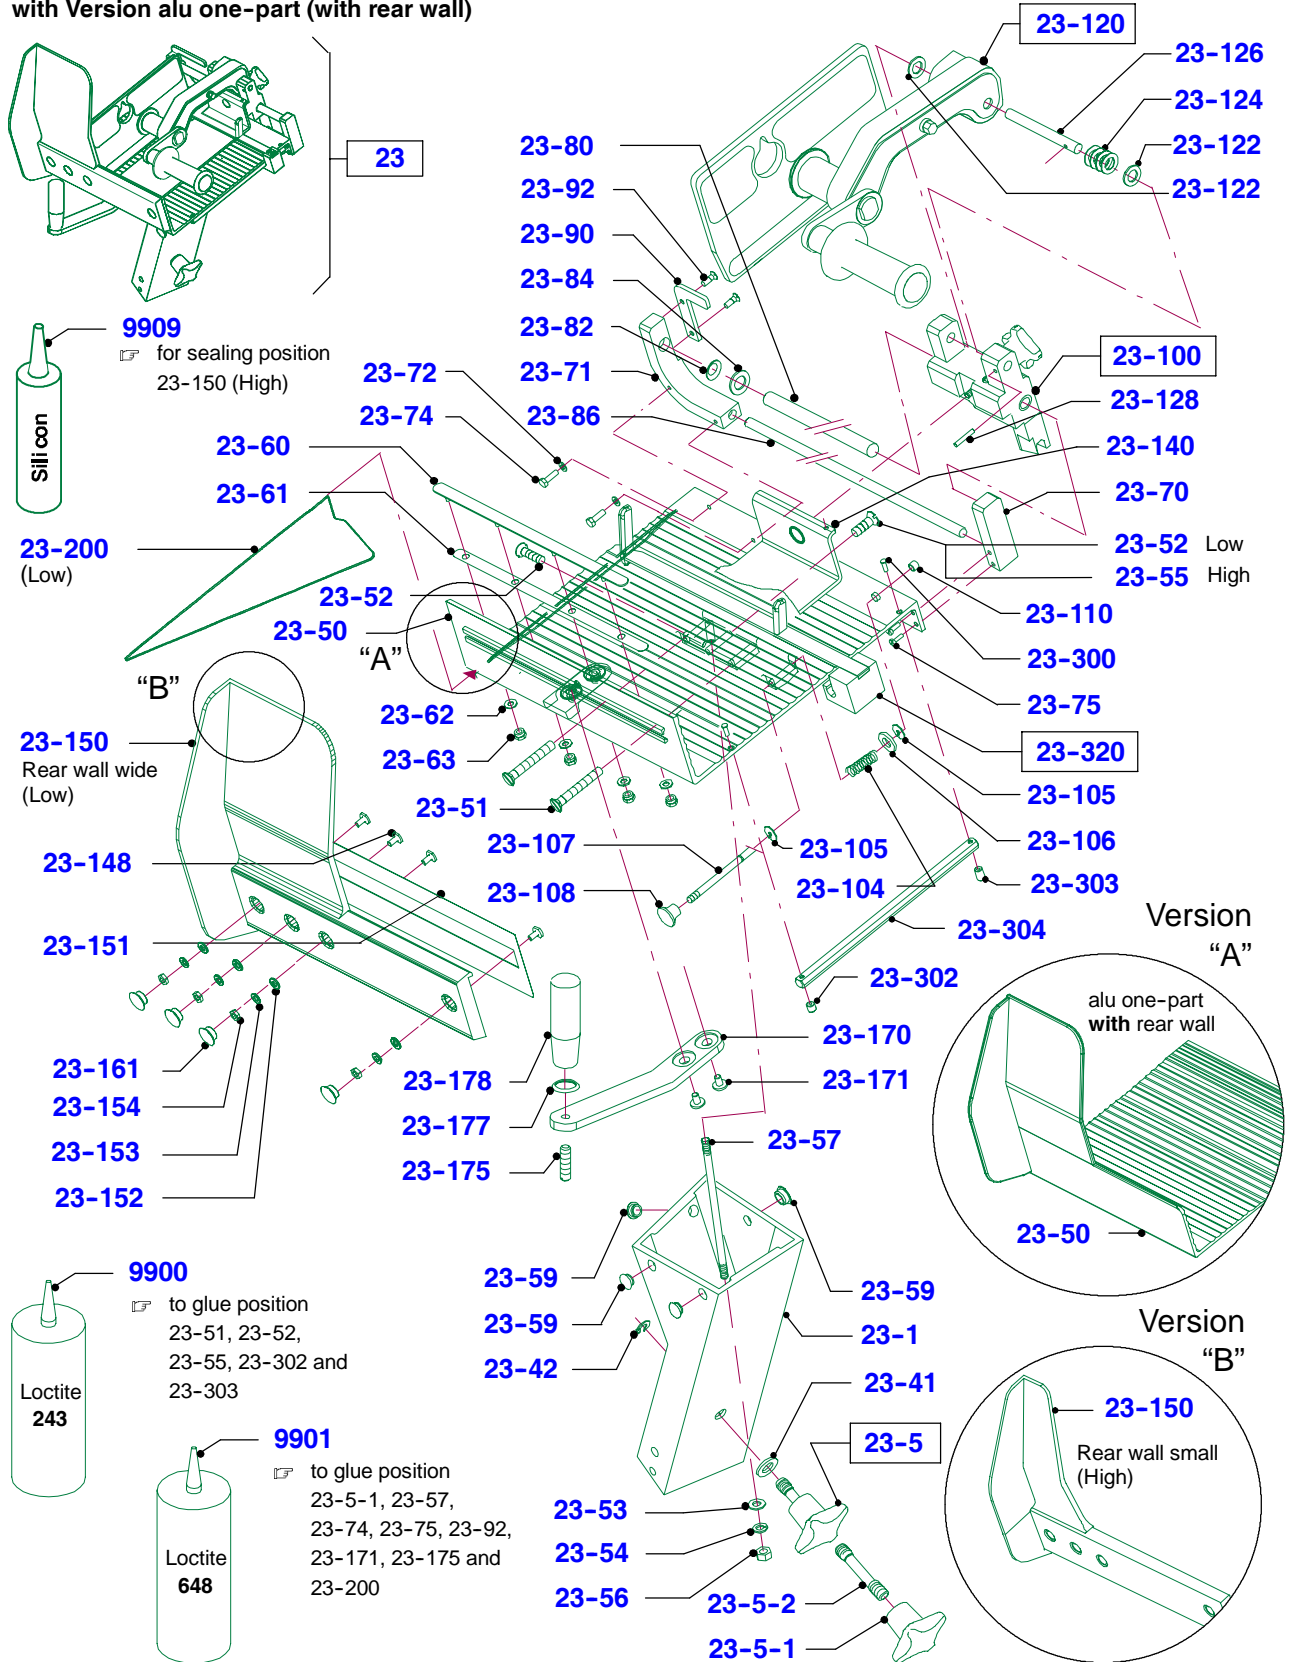 with Version alu one-part (with rear wall)
23-120
23-126
23-124
23-122
23-122
23
23-80
23-92
23-90
23-84
23-82
23-71
23-86
23-72
23-74
23-60
23-61
9909
☞ for sealing position
23-150 (High)
Silicon
23-100
23-128
23-140
23-70
23-52 Low
23-55 High
23-110
23-300
23-75
23-320
23-200
(Low)
23-52
23-50
"A"
"B"
23-62
23-63
23-51
23-150
Rear wall wide
(Low)
23-148
23-151
23-107
23-108
23-105
23-104
23-105
23-106
23-303
23-304
23-302
Version
"A"
alu one-part
with rear wall
23-50
23-161
23-154
23-153
23-152
23-178
23-177
23-175
23-170
23-171
23-57
23-59
23-59
23-59
23-42
23-1
23-41
23-5
23-53
23-54
23-56
23-5-2
23-5-1
9900
☞ to glue position
23-51, 23-52,
23-55, 23-302 and
23-303
Loctite
243
9901
☞ to glue position
23-5-1, 23-57,
23-74, 23-75, 23-92,
23-171, 23-175 and
23-200
Loctite
648
Version
"B"
23-150
Rear wall small
(High)